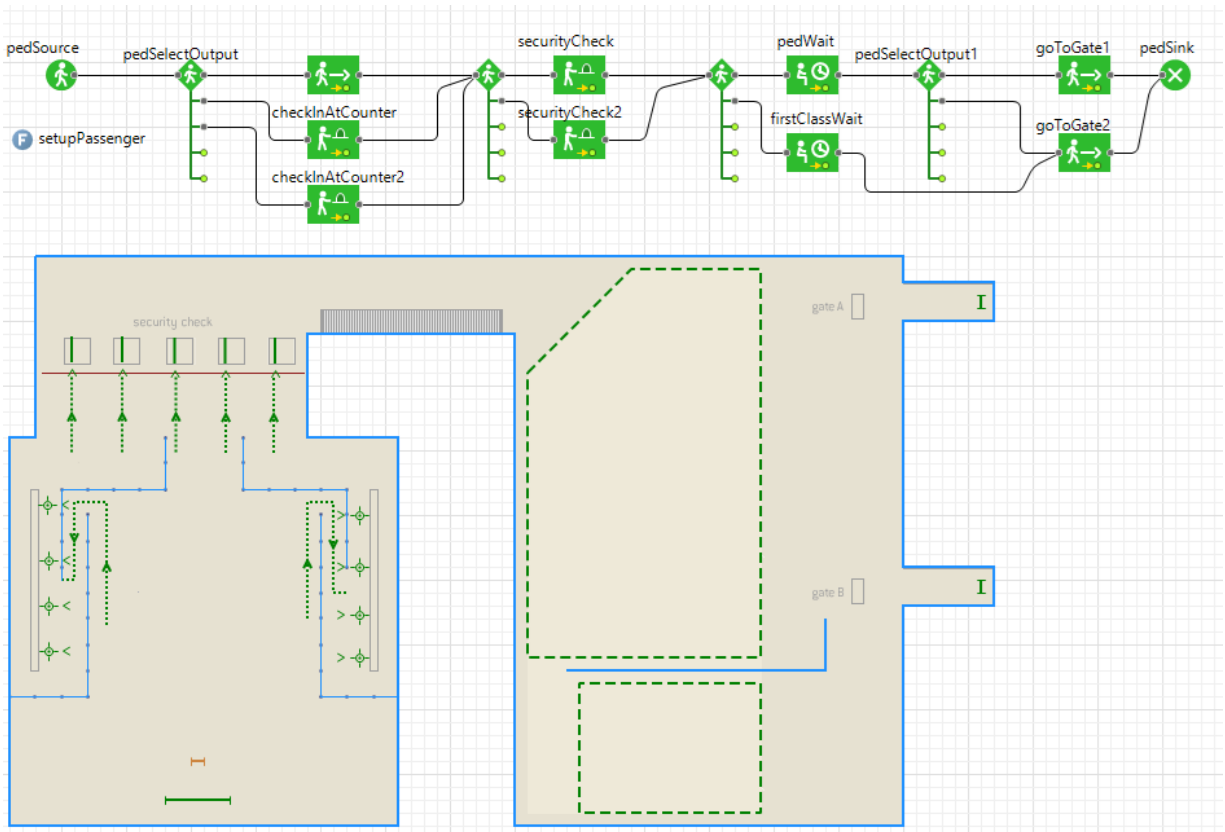 pedSource
pedSelectOutput
securityCheck
pedWait
pedSelectOutput1
goToGate1
pedSink
F setupPassenger
checkInAtCounter
securityCheck2
firstClassWait
goToGate2
checkInAtCounter2
security check
gate A
gate B